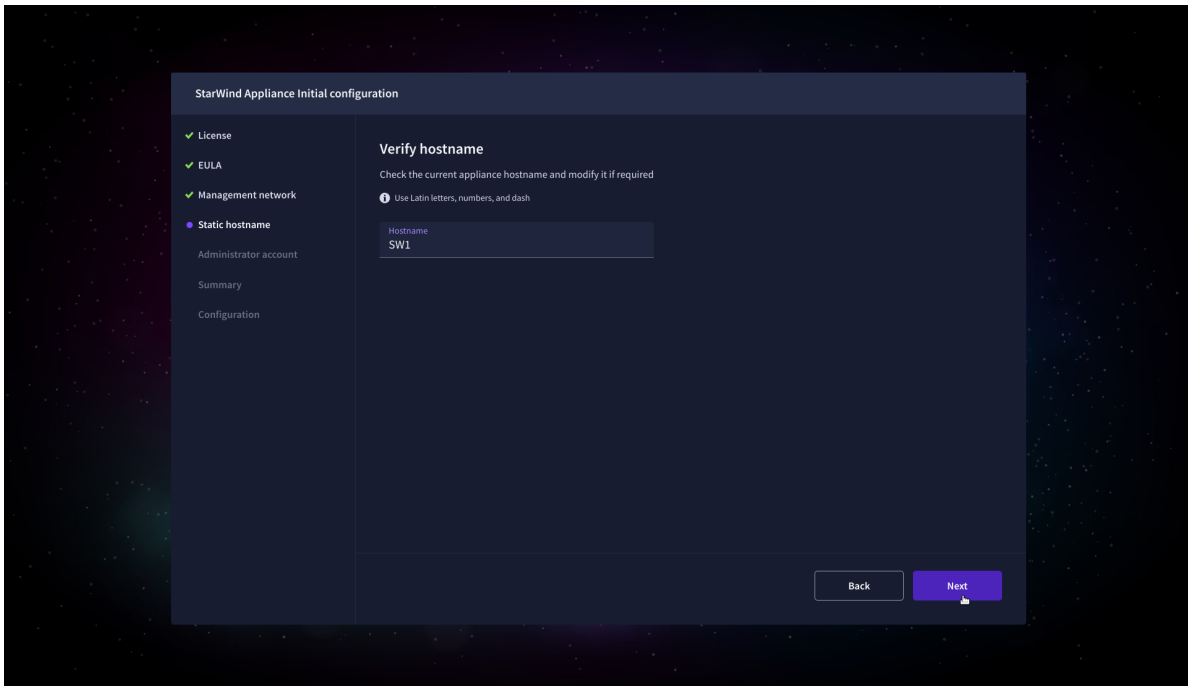 StarWind Appliance Initial configuration
License
EULA
Management network
Static hostname
Administrator account
Summary
Configuration
Verify hostname
Check the current appliance hostname and modify it if required
Use Latin letters, numbers, and dash
Hostname
SW1
Back
Next